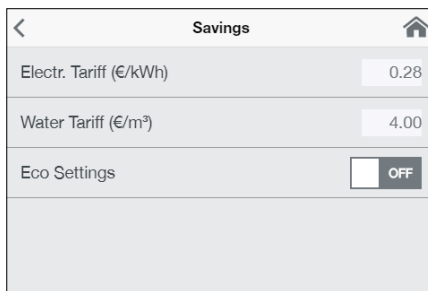 Savings
Electr. Tariff (€/kWh) 0.28
Water Tariff (€/m³) 4.00
Eco Settings OFF